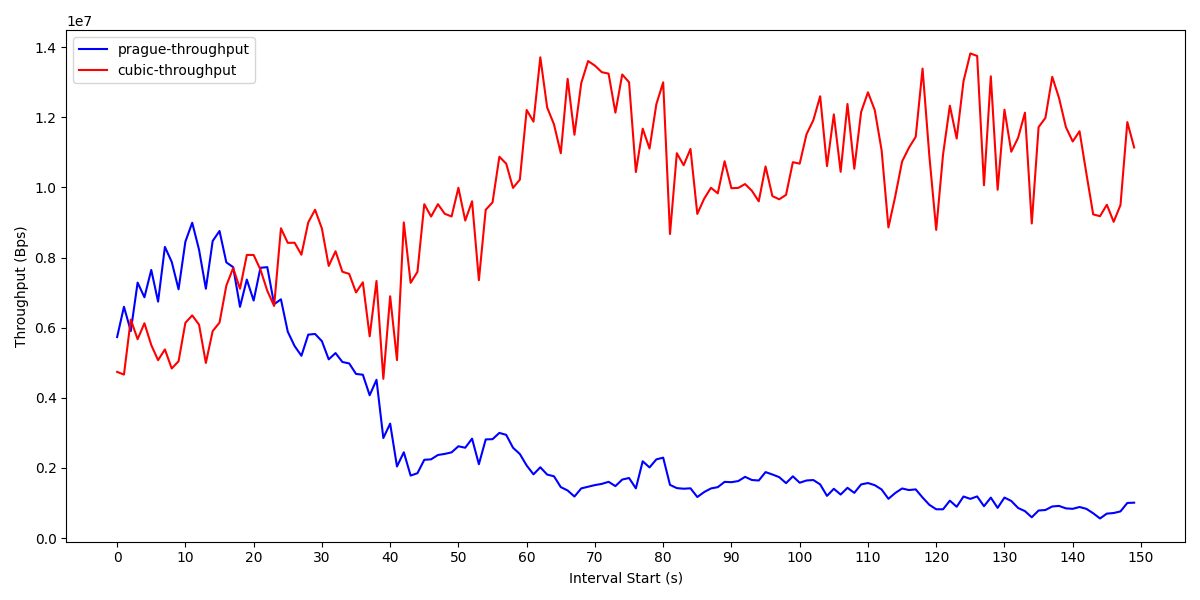 1e7
prague-throughput
cubic-throughput
1.4
1.2
1.0
0.8
0.6
0.4
0.2
0.0
Throughput (Bps)
0 10 20 30 40 50 60 70 80 90 100 110 120 130 140 150
Interval Start (s)